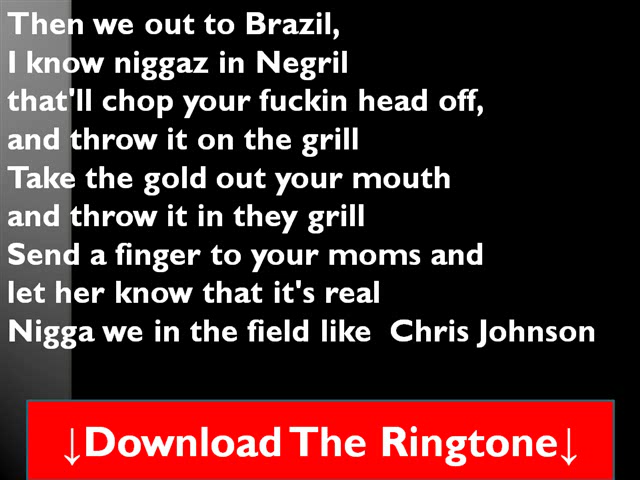 Then we out to Brazil,
I know niggaz in Negril
that'll chop your fuckin head off,
and throw it on the grill
Take the gold out your mouth
and throw it in they grill
Send a finger to your moms and
let her know that it's real
Nigga we in the field like  Chris Johnson
↓Download The Ringtone↓